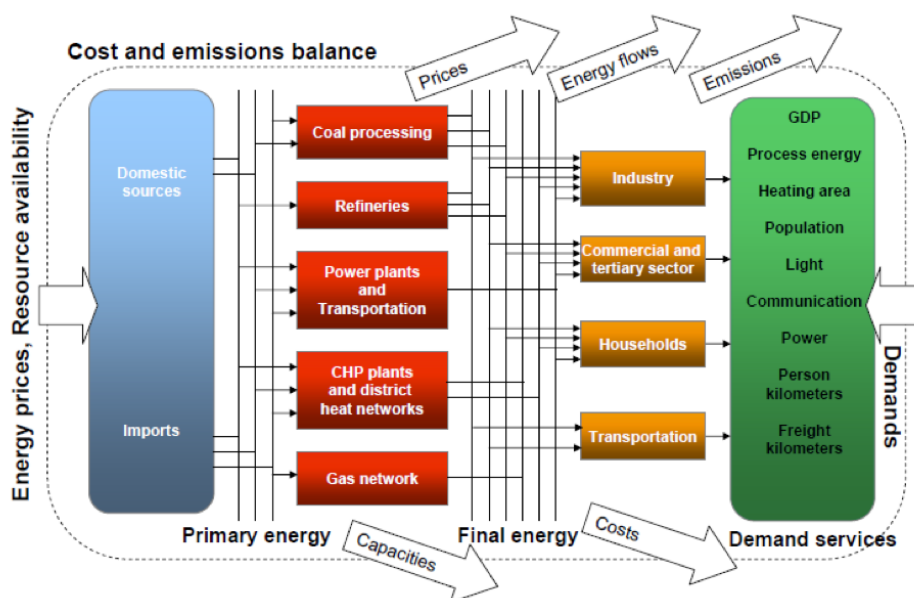 Cost and emissions balance
Prices
Energy flows
Emissions
Energy prices, Resource availability
Domestic
sources
Imports
Coal processing
Refineries
Power plants
and
Transportation
CHP plants
and district
heat networks
Gas network
Industry
Commercial and
tertiary sector
Households
Transportation
GDP
Process energy
Heating area
Population
Light
Communication
Power
Person
kilometers
Freight
kilometers
Demands
Primary energy
Capacities
Final energy
Costs
Demand services